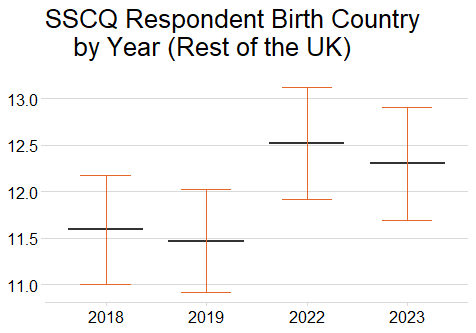 SSCQ Respondent Birth Country
by Year (Rest of the UK)
13.0
12.5
12.0
11.5
11.0
2018 2019 2022 2023